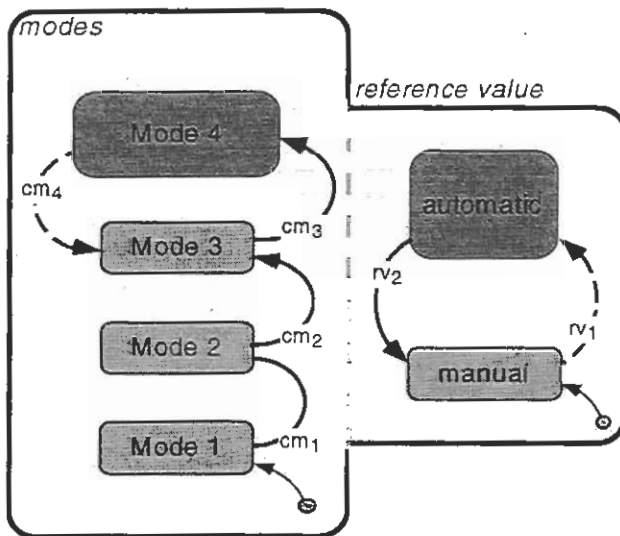 modes
reference value
Mode 4
cm4
cm3
Mode 3
cm2
Mode 2
cm1
Mode 1
automatic
rv2
rv1
manual